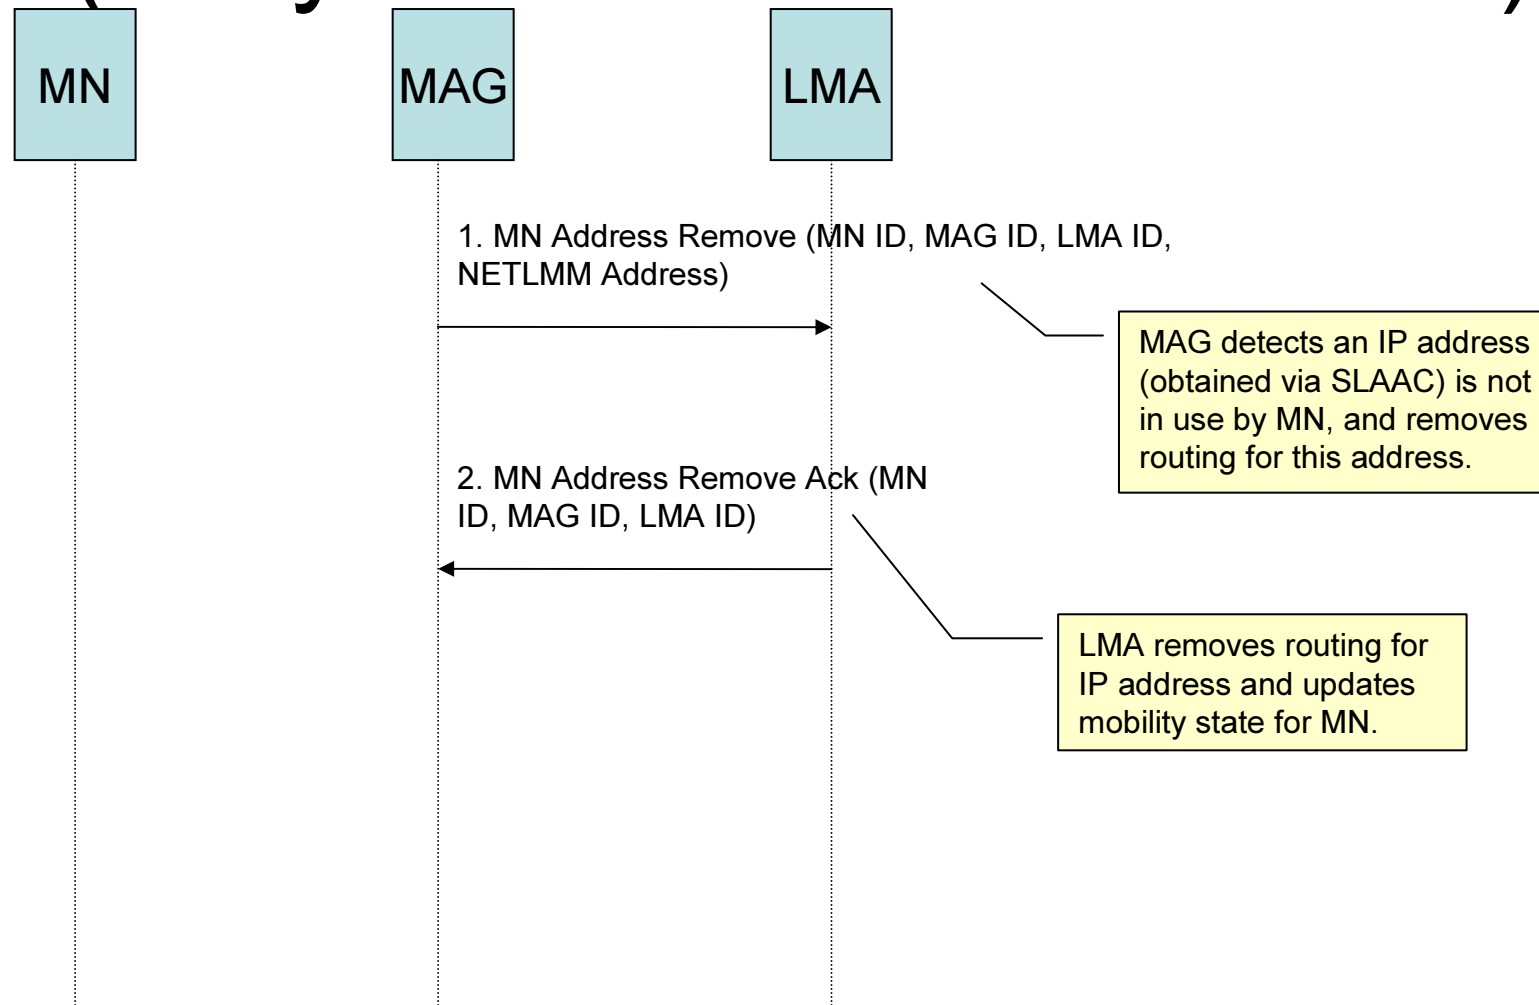 MN
MAG
LMA
1. MN Address Remove (MN ID, MAG ID, LMA ID,
NETLMM Address)
MAG detects an IP address
(obtained via SLAAC) is not
in use by MN, and removes
routing for this address.
2. MN Address Remove Ack (MN
ID, MAG ID, LMA ID)
LMA removes routing for
IP address and updates
mobility state for MN.